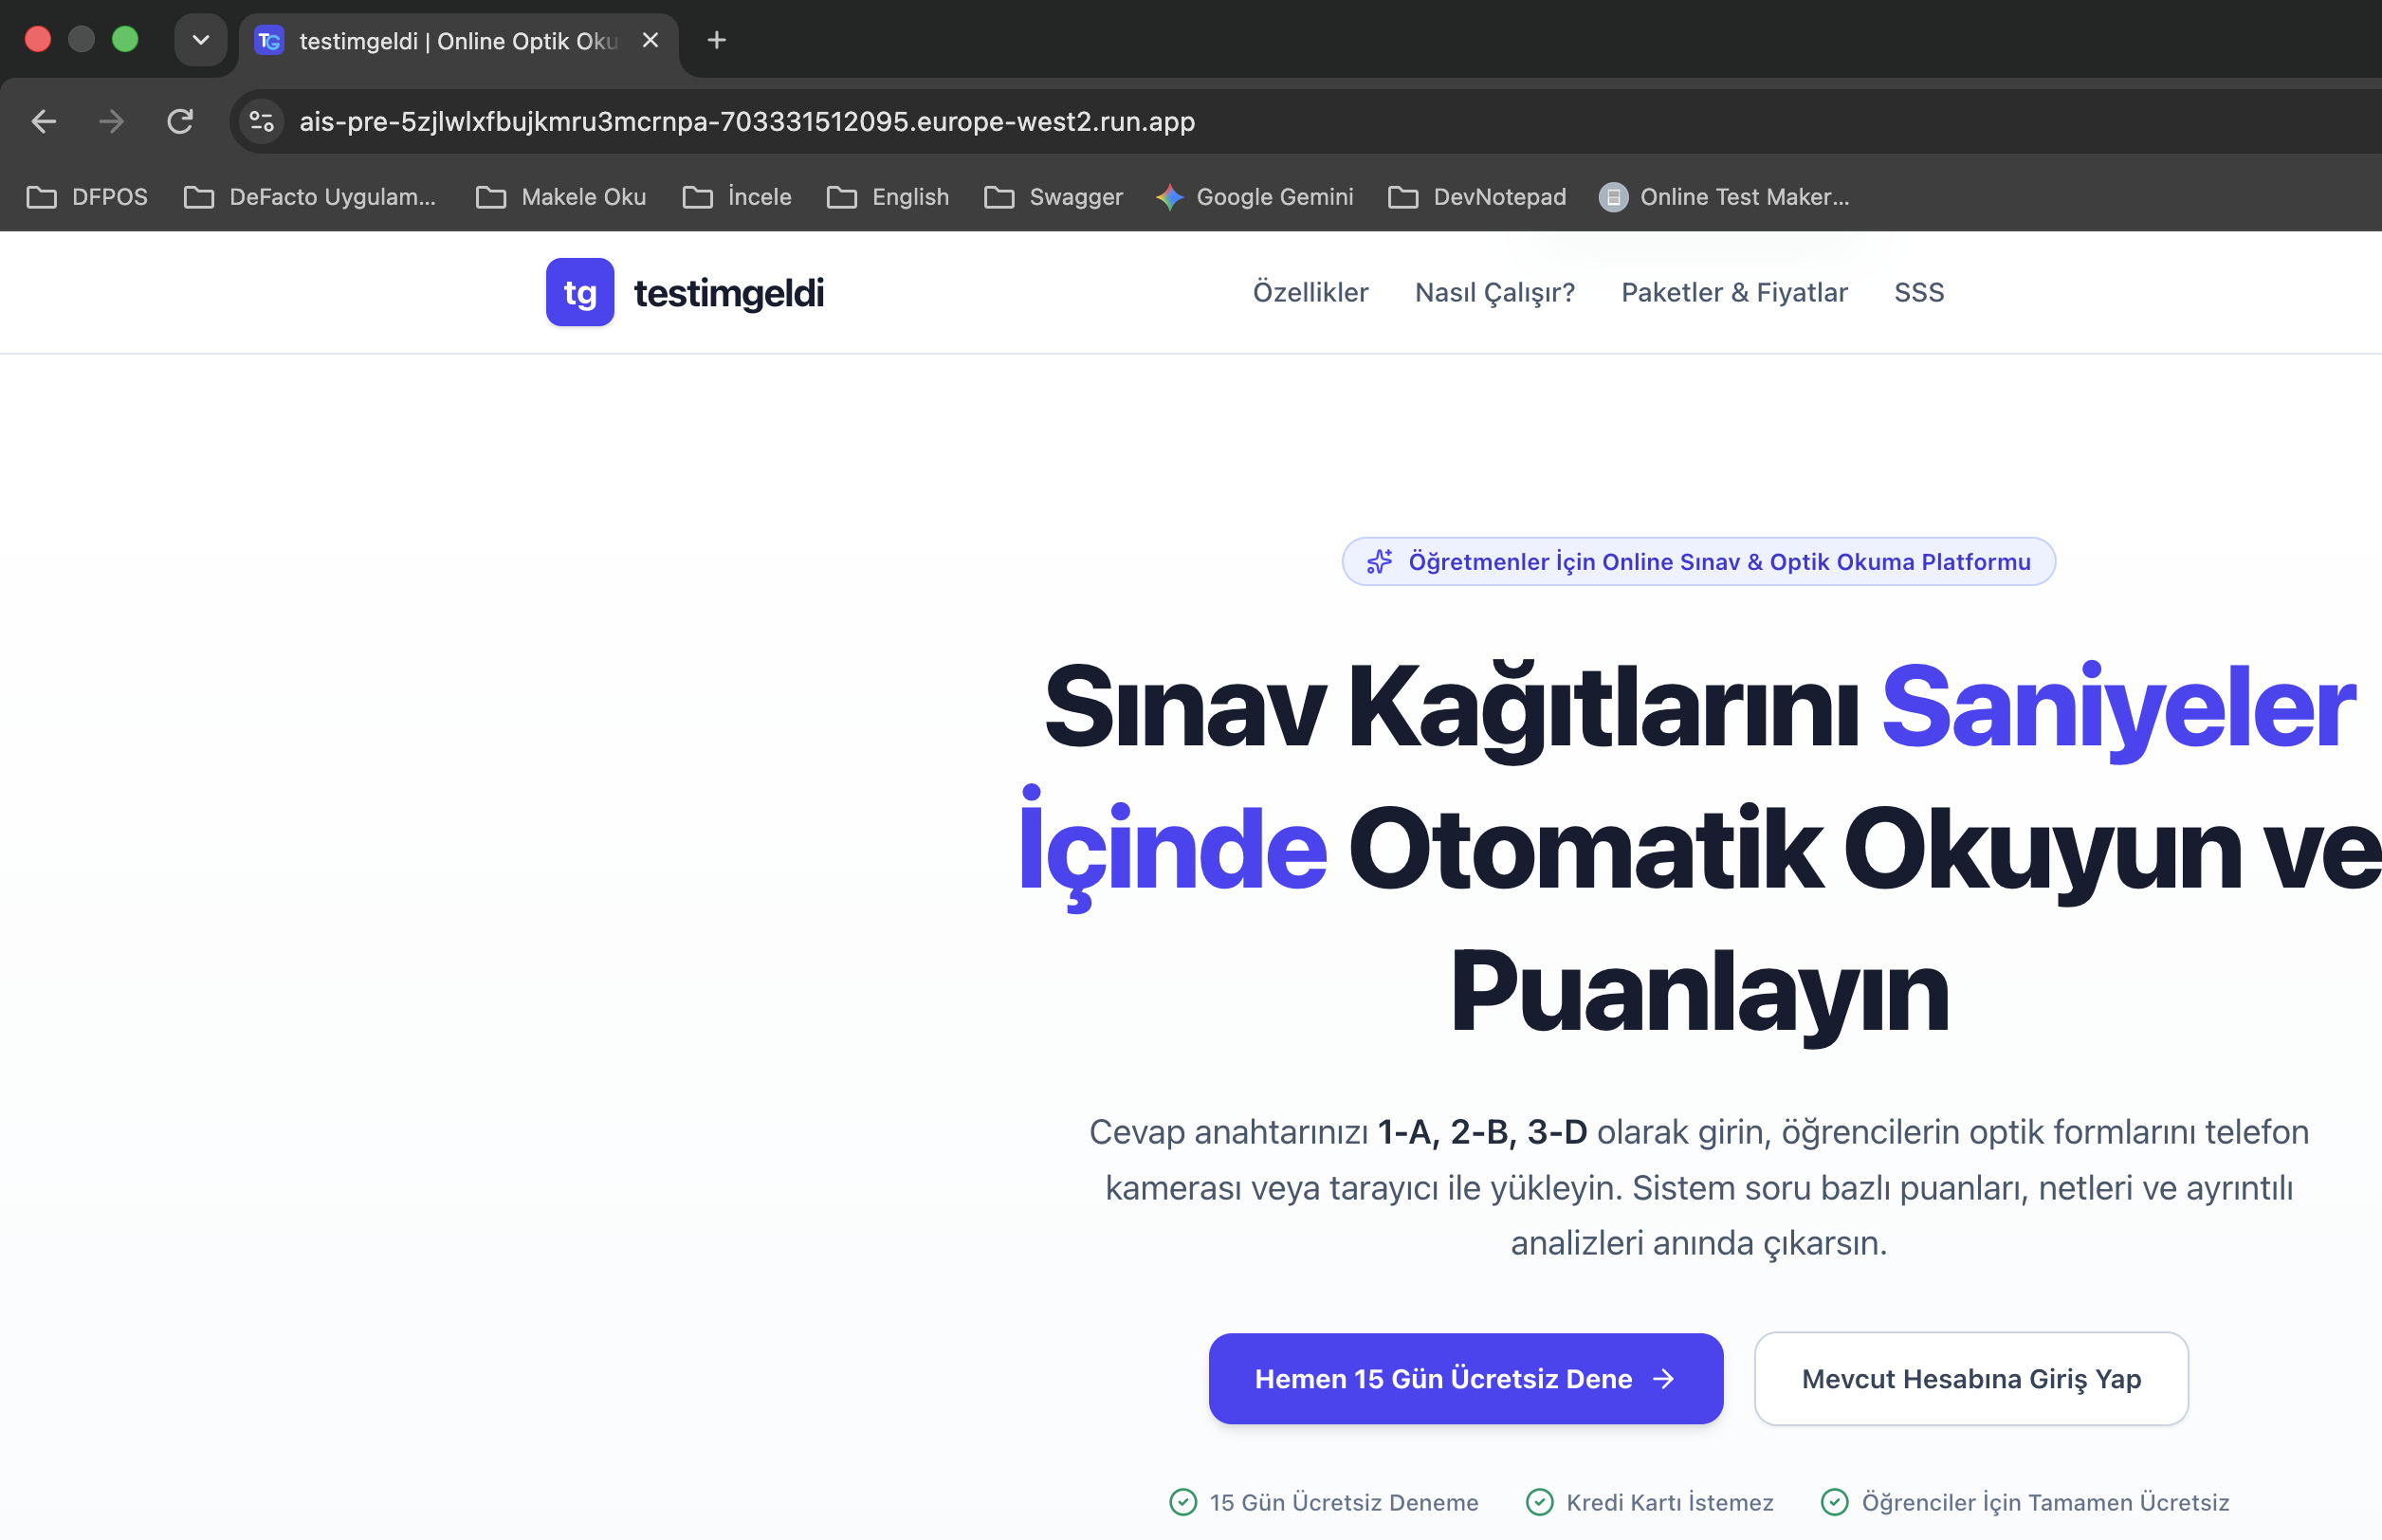 TG testimgeldi | Online Optik Oku
ais-pre-5zjlwlxfbujkmru3mcrnpa-703331512095.europe-west2.run.app
DFPOS DeFacto Uygulam... Makele Oku İncele English Swagger Google Gemini DevNotepad Online Test Maker...
tg testimgeldi Özellikler Nasıl Çalışır? Paketler & Fiyatlar SSS
Öğretmenler İçin Online Sınav & Optik Okuma Platformu
Sınav Kağıtlarını Saniyeler
İçinde Otomatik Okuyun ve
Puanlayın
Cevap anahtarınızı 1-A, 2-B, 3-D olarak girin, öğrencilerin optik formlarını telefon
kamerası veya tarayıcı ile yükleyin. Sistem soru bazlı puanları, netleri ve ayrıntılı
analizleri anında çıkarsın.
Hemen 15 Gün Ücretsiz Dene → Mevcut Hesabına Giriş Yap
15 Gün Ücretsiz Deneme Kredi Kartı İstemez Öğrenciler İçin Tamamen Ücretsiz